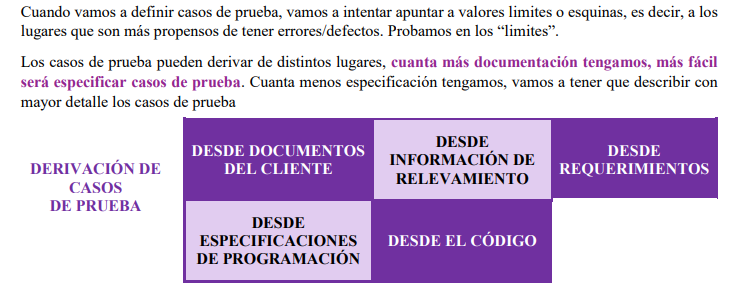 Cuando vamos a definir casos de prueba, vamos a intentar apuntar a valores limites o esquinas, es decir, a los
lugares que son más propensos de tener errores/defectos. Probamos en los “limites”.
Los casos de prueba pueden derivar de distintos lugares, cuanta más documentación tengamos, más fácil
será especificar casos de prueba. Cuanta menos especificación tengamos, vamos a tener que describir con
mayor detalle los casos de prueba
DERIVACIÓN DE
CASOS
DE PRUEBA
DESDE DOCUMENTOS
DEL CLIENTE
DESDE
INFORMACIÓN DE
RELEVAMIENTO
DESDE
REQUERIMIENTOS
DESDE
ESPECIFICACIONES
DE PROGRAMACIÓN
DESDE EL CÓDIGO